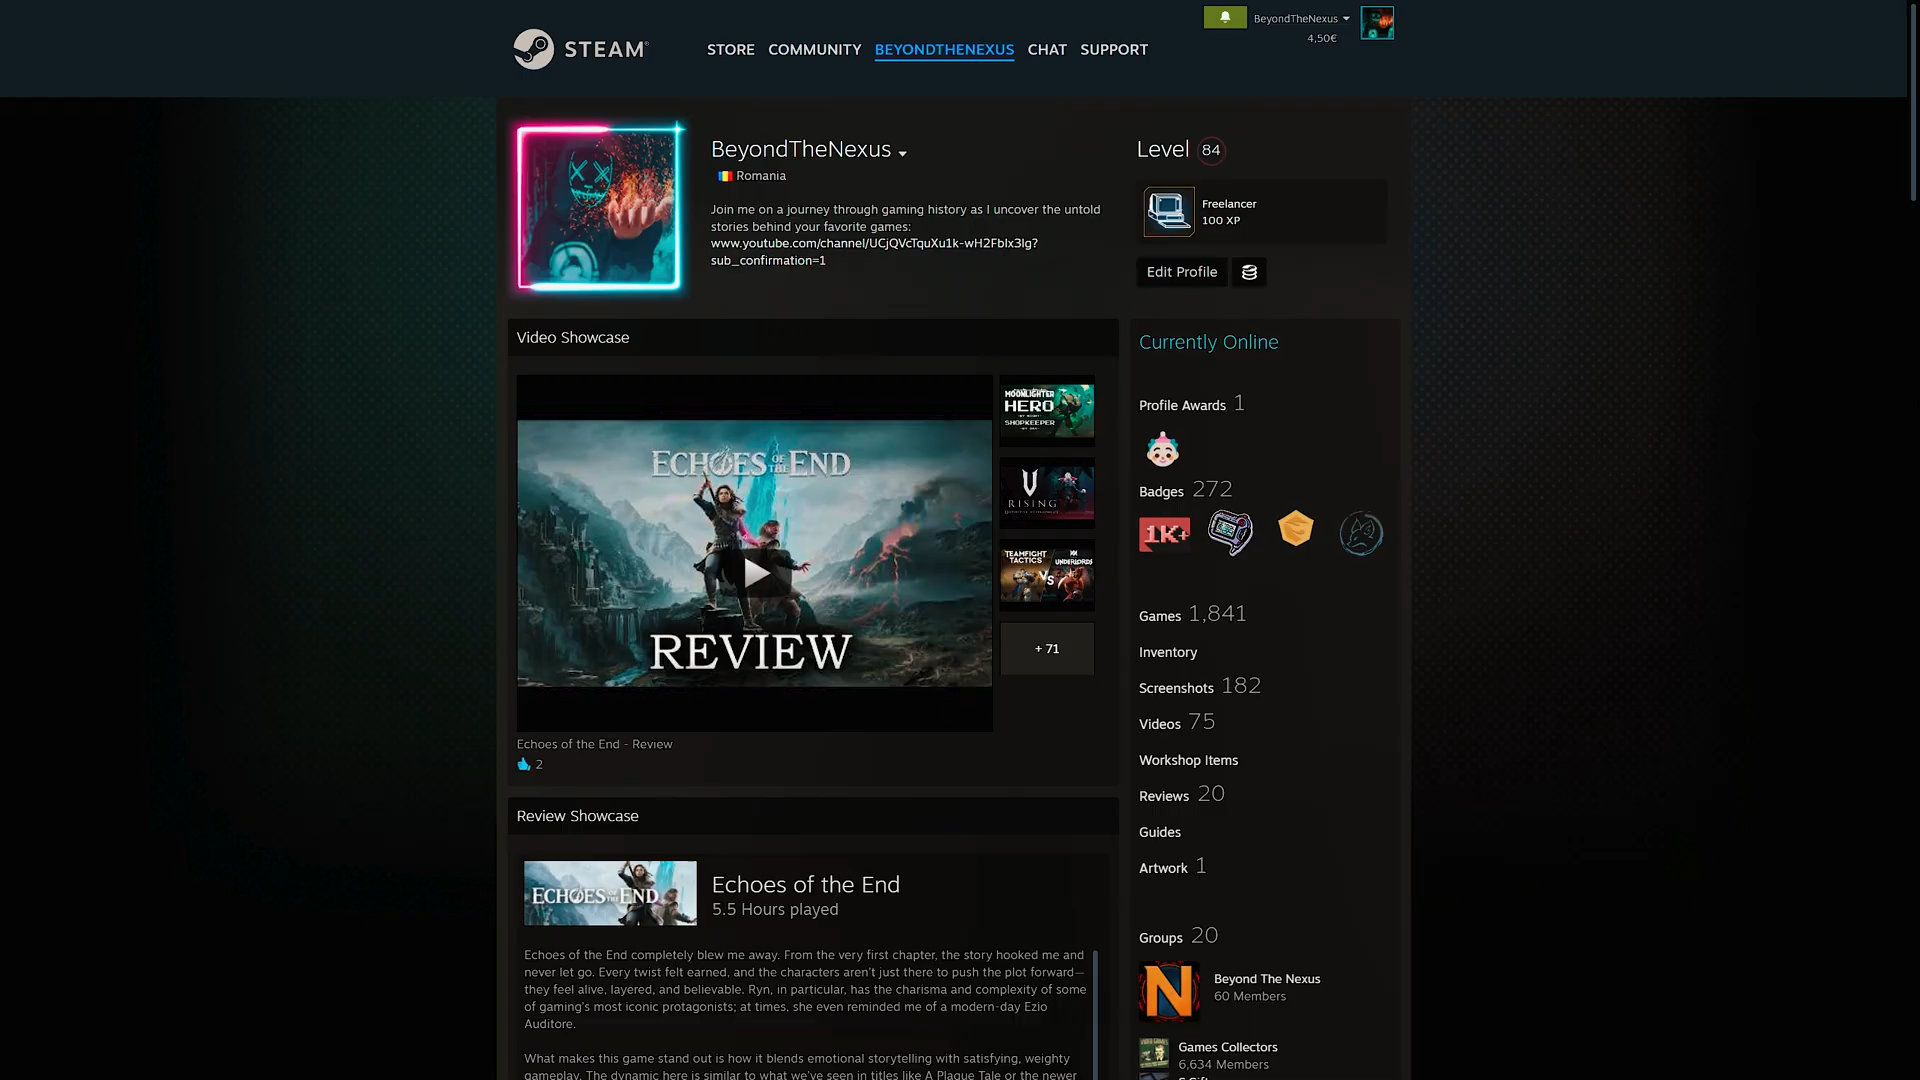 BeyondTheNexus
4,50€
STEAM
STORE COMMUNITY BEYONDTHENEXUS CHAT SUPPORT
BeyondTheNexus
Romania
Join me on a journey through gaming history as I uncover the untold
stories behind your favorite games:
www.youtube.com/channel/UCjQVcTquXu1k-wH2FbIx3lg?
sub_confirmation=1
Level 84
Freelancer
100 XP
Edit Profile
Video Showcase
ECHOES OF THE END
REVIEW
MOONLIGHTER
HERO
BY NIGHT
SHOPKEEPER
BY DAY
V
RISING
TEAMFIGHT
TACTICS
VS
UNDERLORDS
+ 71
Echoes of the End - Review
2
Review Showcase
ECHOES OF THE END
Echoes of the End
5.5 Hours played
Echoes of the End completely blew me away. From the very first chapter, the story hooked me and
never let go. Every twist felt earned, and the characters aren't just there to push the plot forward—
they feel alive, layered, and believable. Ryn, in particular, has the charisma and complexity of some
of gaming's most iconic protagonists; at times, she even reminded me of a modern-day Ezio
Auditore.
What makes this game stand out is how it blends emotional storytelling with satisfying, weighty
gameplay. The dynamic here is similar to what we've seen in titles like A Plague Tale or the newer
Currently Online
Profile Awards 1
Badges 272
1K+
Games 1,841
Inventory
Screenshots 182
Videos 75
Workshop Items
Reviews 20
Guides
Artwork 1
Groups 20
N
Beyond The Nexus
60 Members
Games Collectors
6,634 Members